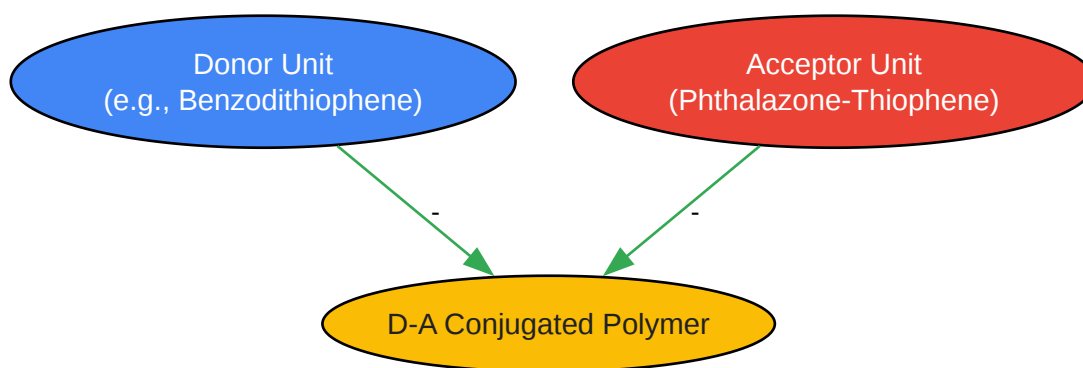 Donor Unit
(e.g., Benzodithiophene)
Acceptor Unit
(Phthalazone-Thiophene)
-
-
D-A Conjugated Polymer